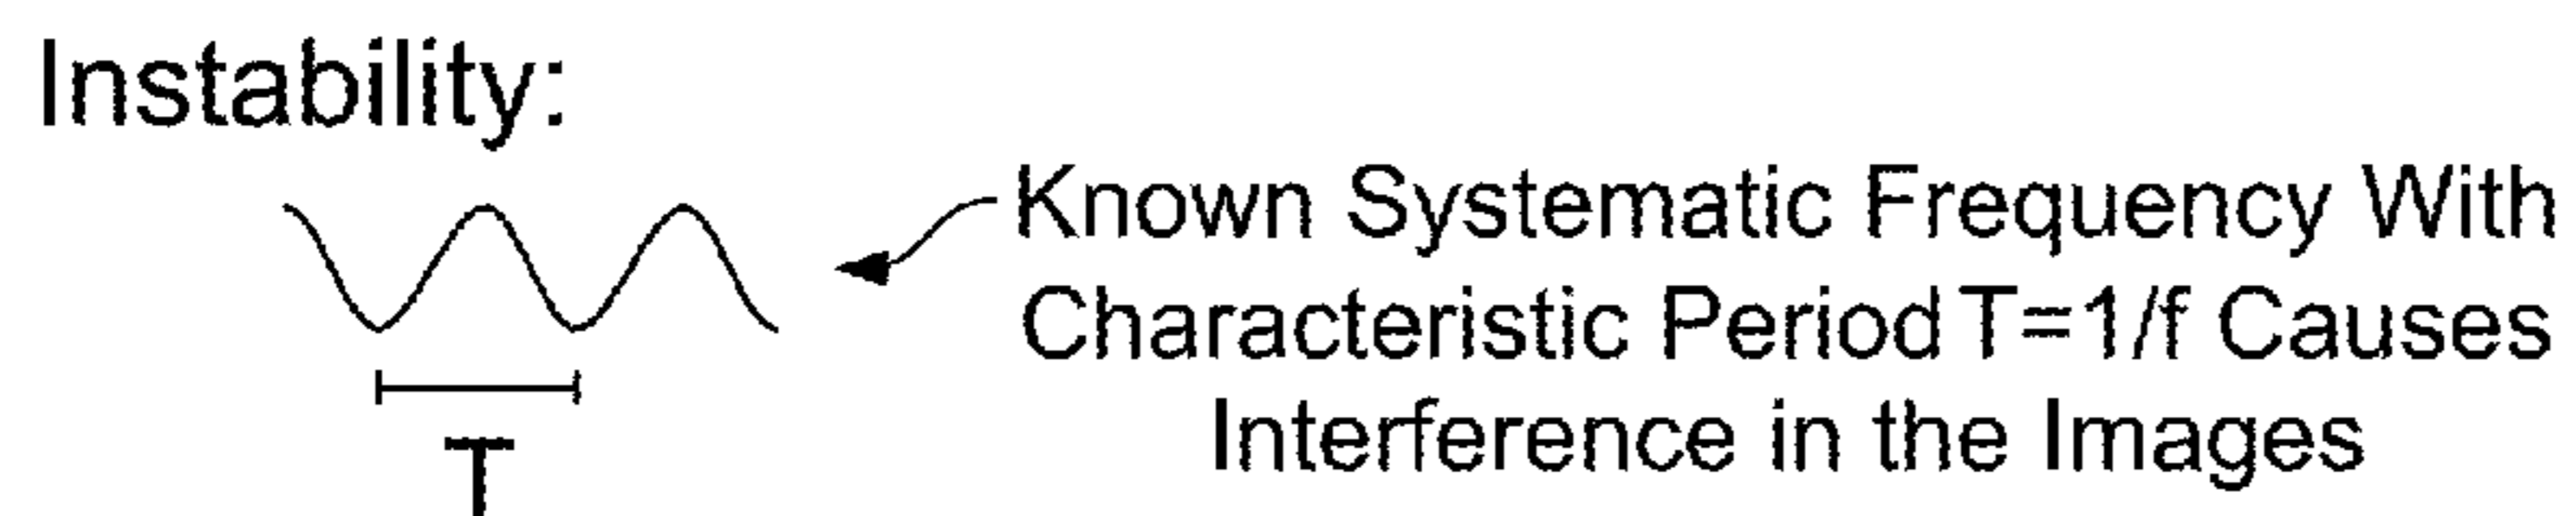 Instability:
Known Systematic Frequency With
Characteristic Period T=1/f Causes
Interference in the Images
T